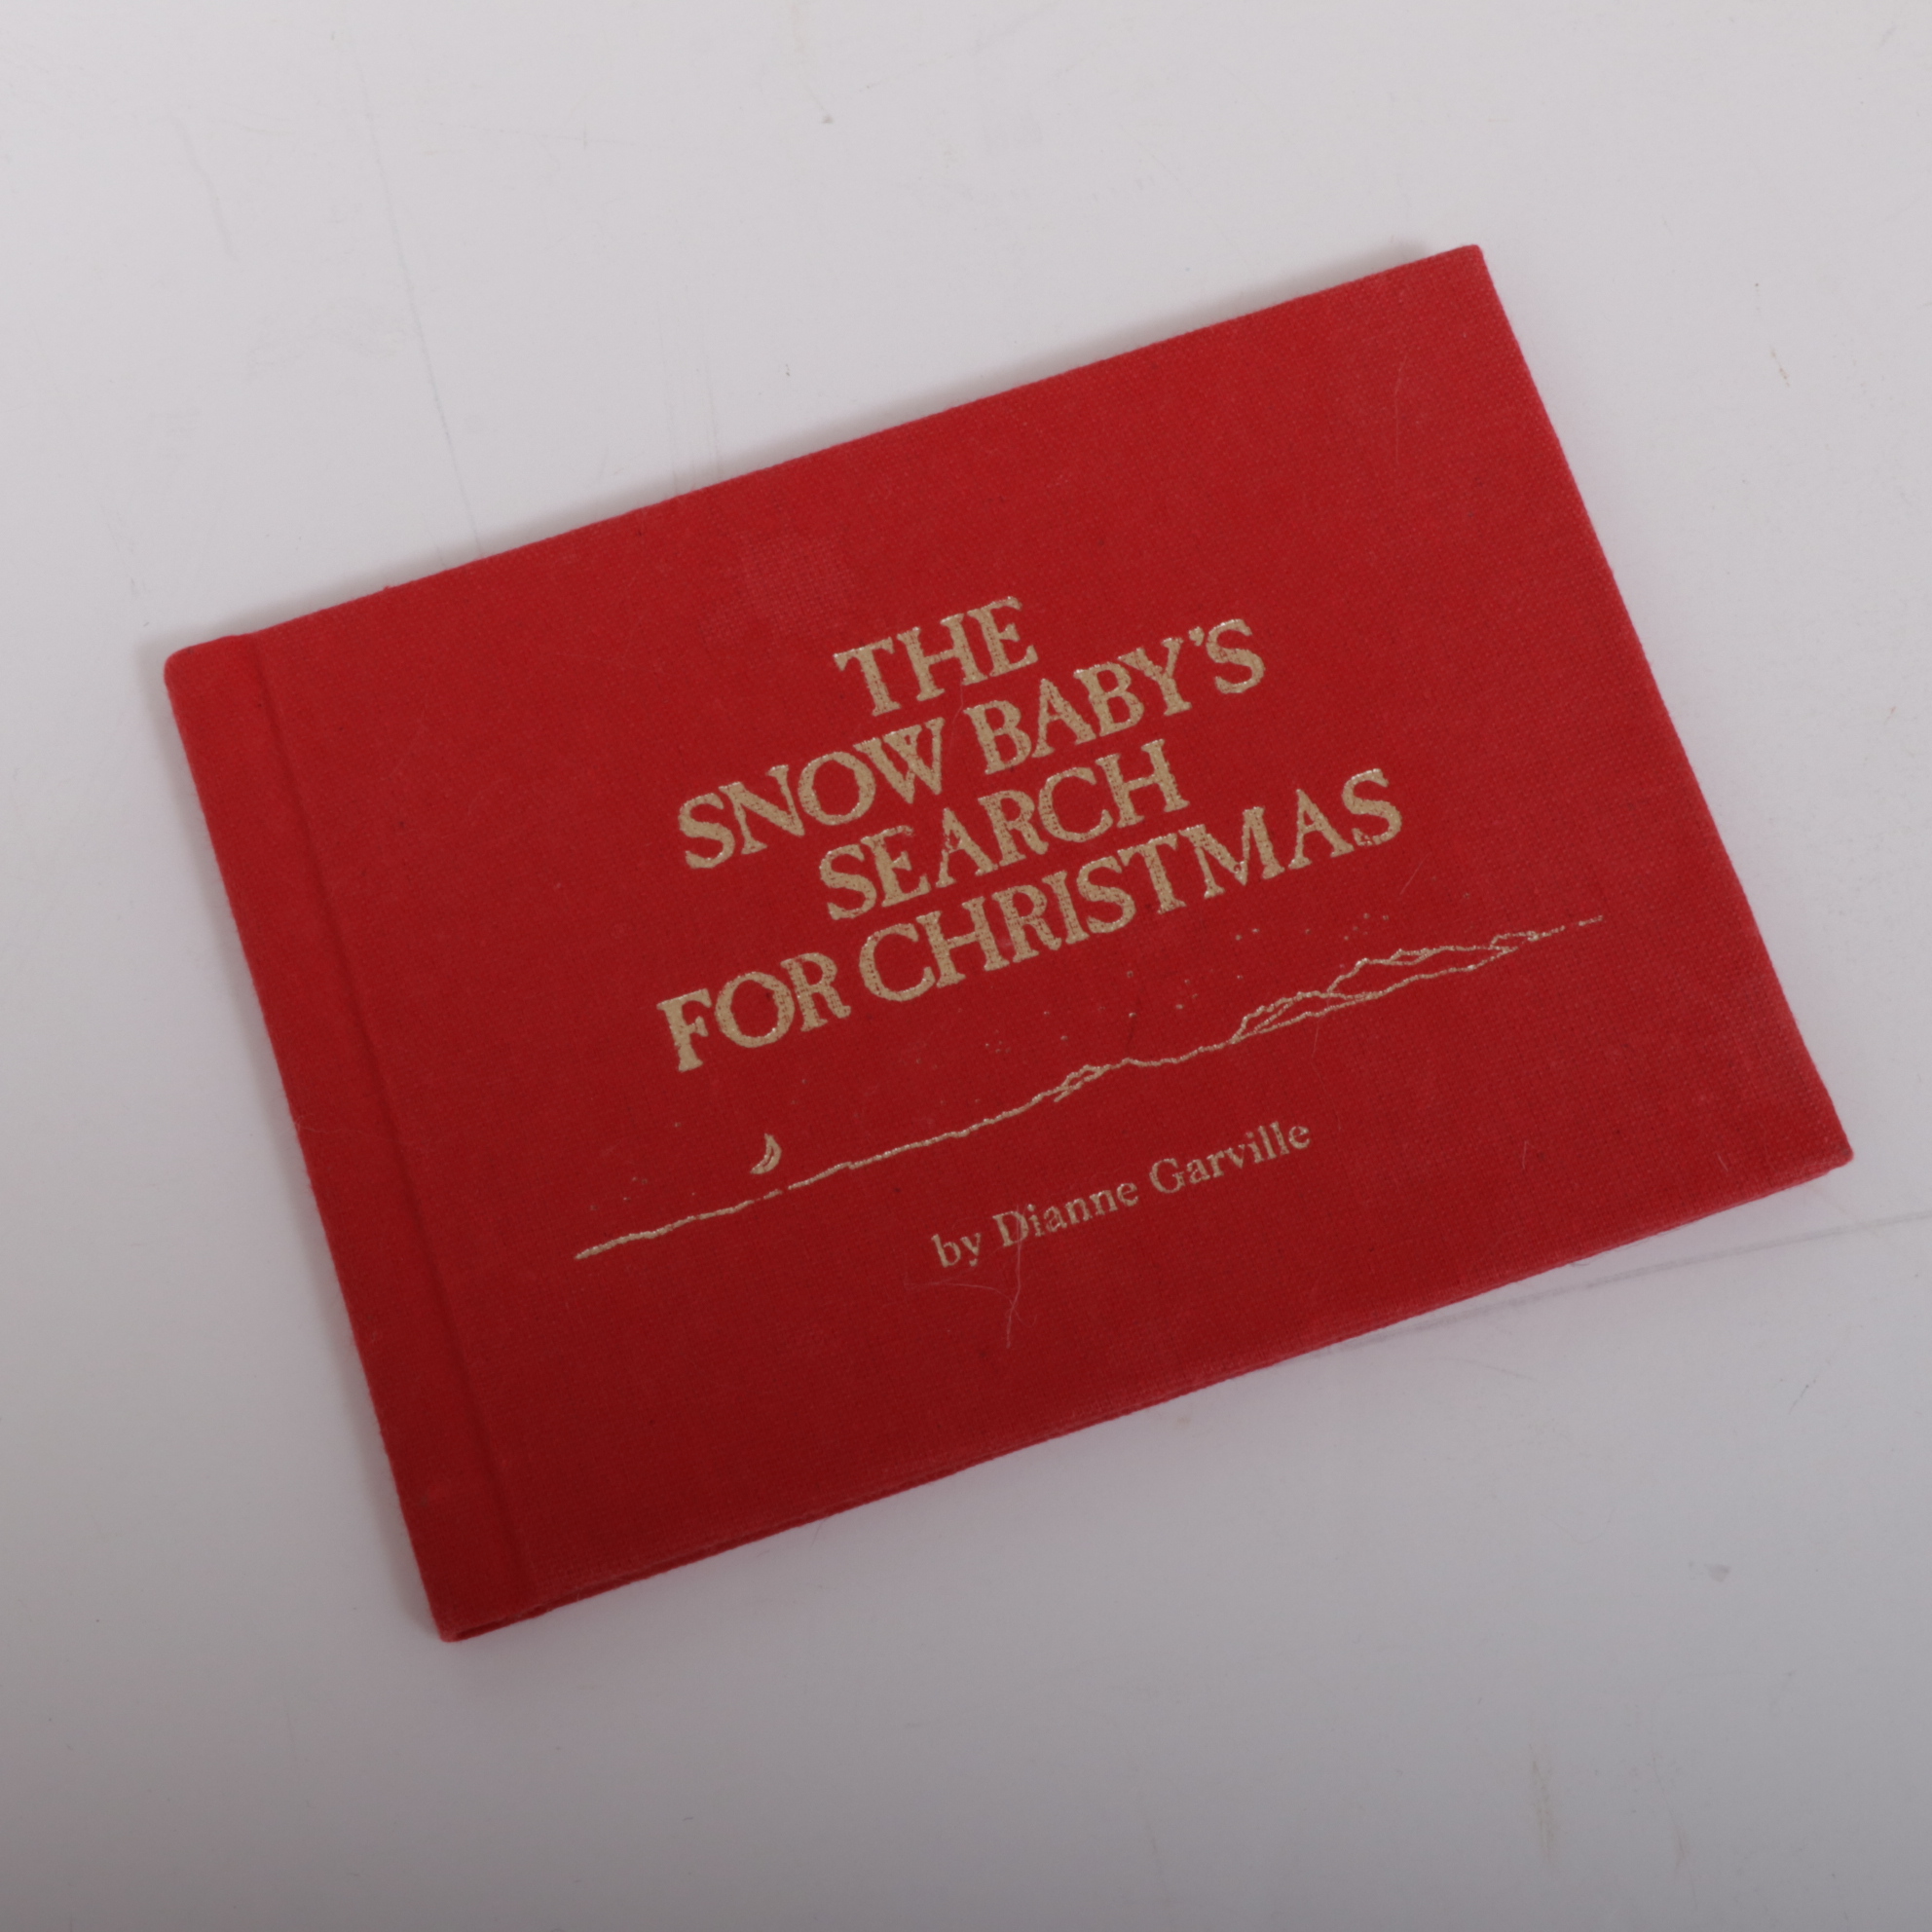 THE
SNOW BABY'S
SEARCH
FOR CHRISTMAS
by Dianne Garville